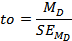 to = M_D / SE_{M_D}